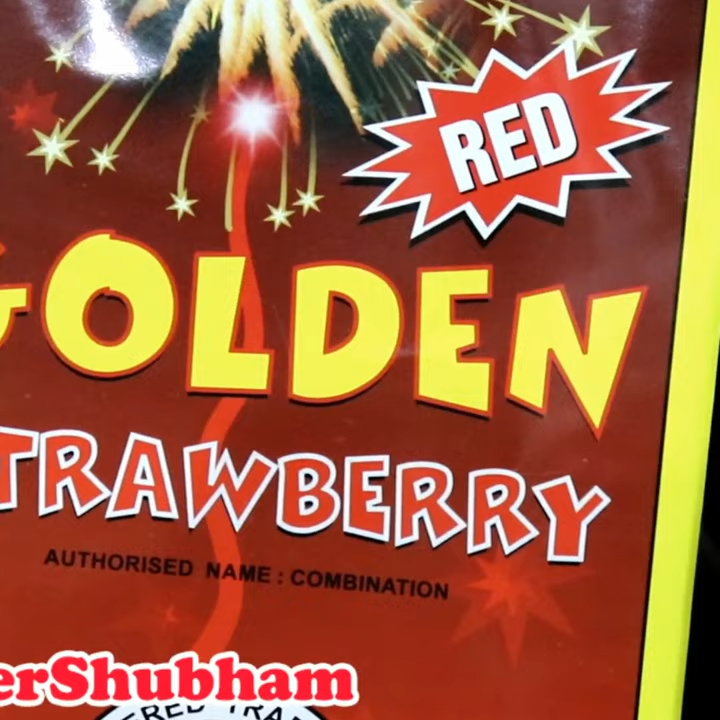 RED
GOLDEN
TRAWBERRY
AUTHORISED NAME : COMBINATION
erShubham